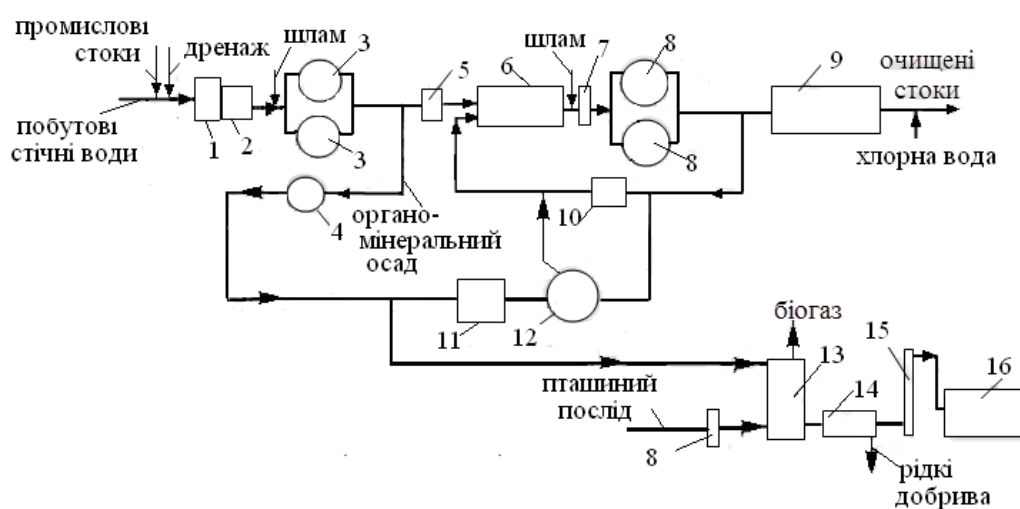 промислові
стоки
дренаж
шлам
3
5
шлам
7
6
8
9
очищені
стоки
побутові
стічні води
1
2
3
8
хлорна вода
4
органо-
мінеральний
осад
10
11
12
біогаз
13
14
15
16
пташиний
послід
8
рідкі
добрива